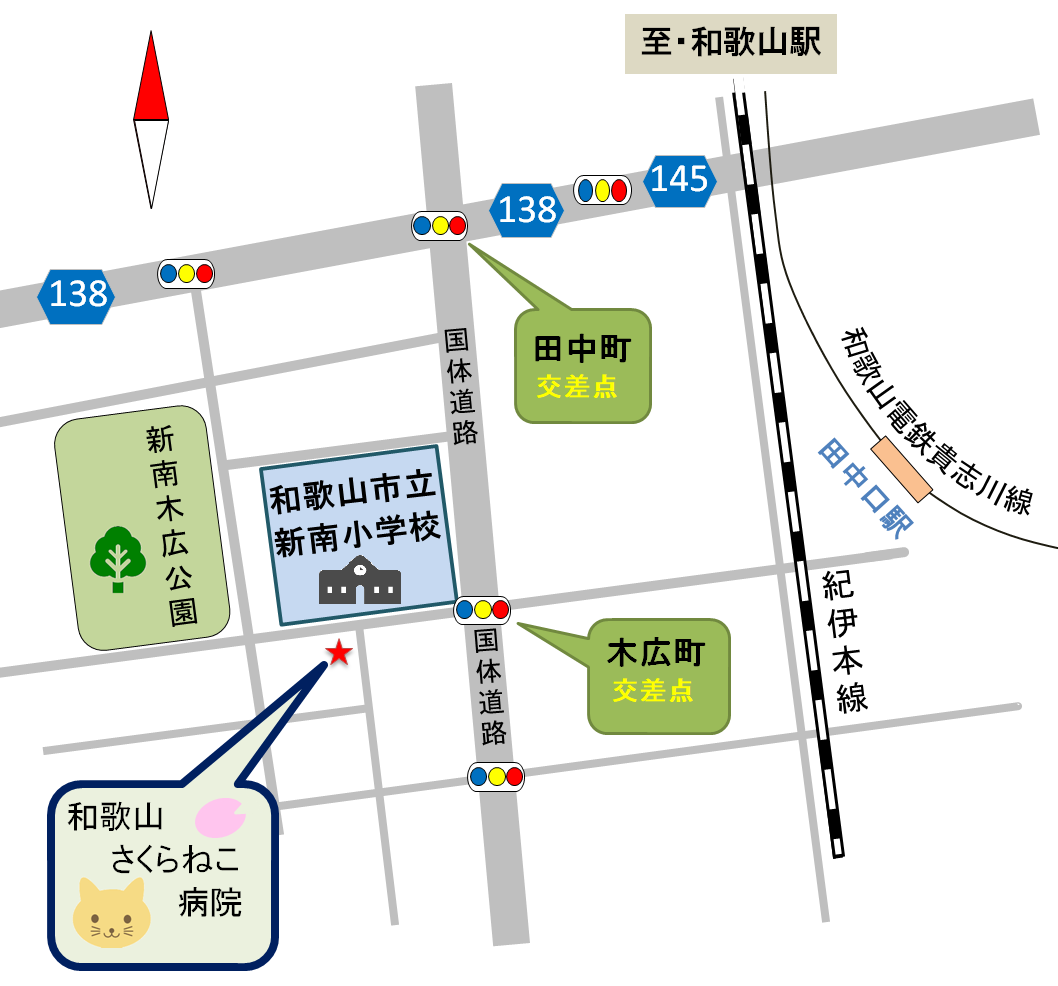 至・和歌山駅
145
138
138
田中町
交差点
国体道路
和歌山電鉄貴志川線
田中口駅
新南木広公園
和歌山市立
新南小学校
紀伊本線
木広町
交差点
国体道路
和歌山
さくらねこ
病院